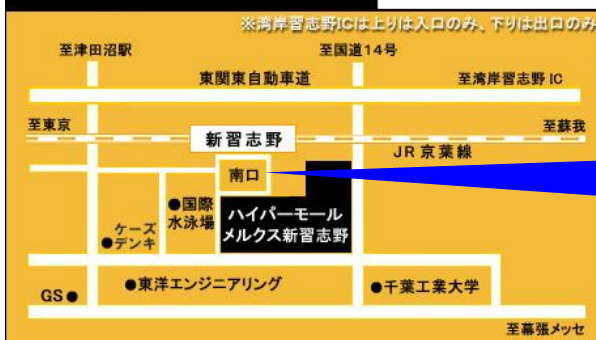 ※湾岸習志野ICは上りは入口のみ、下りは出口のみ
至津田沼駅
至国道14号
東関東自動車道
至湾岸習志野 IC
至東京
新習志野
至蘇我
JR京葉線
南口
●国際
水泳場
ハイパーモール
メルクス新習志野
ケーズ
●デンキ
●東洋エンジニアリング
●千葉工業大学
GS●
至幕張メッセ